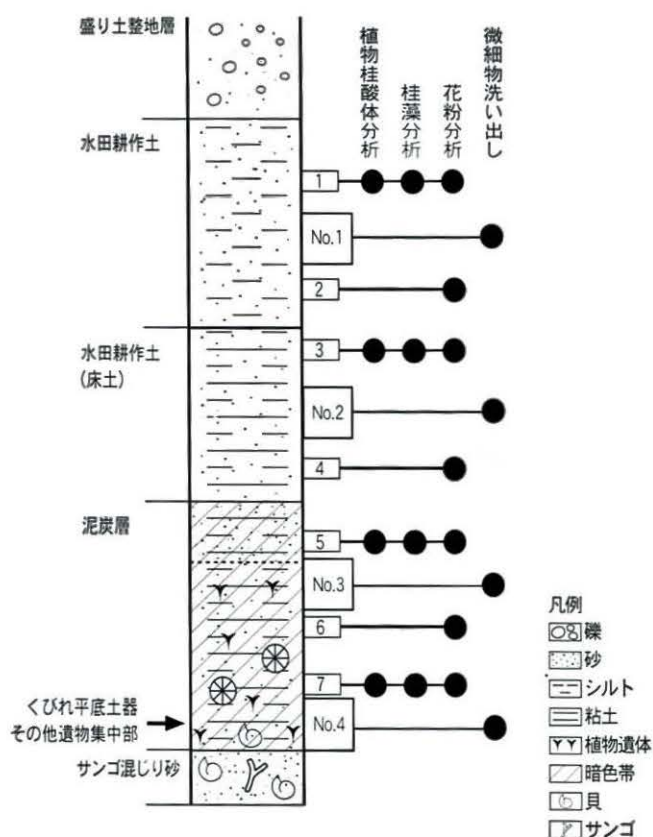 盛り土整地層
植物珪酸体分析
珪藻分析
花粉分析
微細物洗い出し
水田耕作土
1
No.1
2
水田耕作土
(床土)
3
No.2
4
泥炭層
5
No.3
6
7
No.4
くびれ平底土器
その他遺物集中部
サンゴ混じり砂
凡例
礫
砂
シルト
粘土
植物遺体
暗色帯
貝
サンゴ